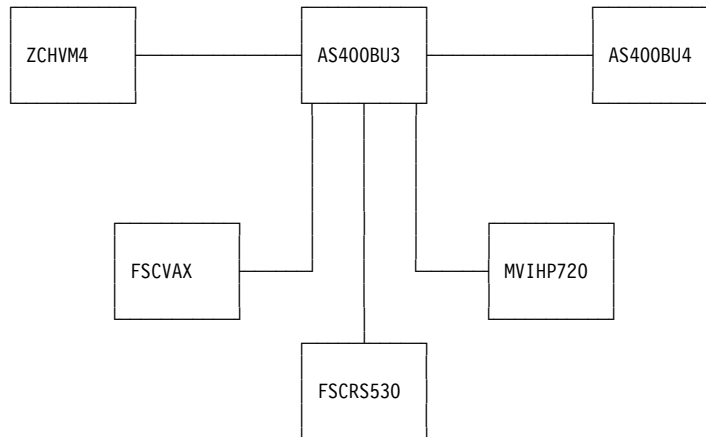 ZCHVM4
AS400BU3
AS400BU4
FSCVAX
MVIHP720
FSCRS530